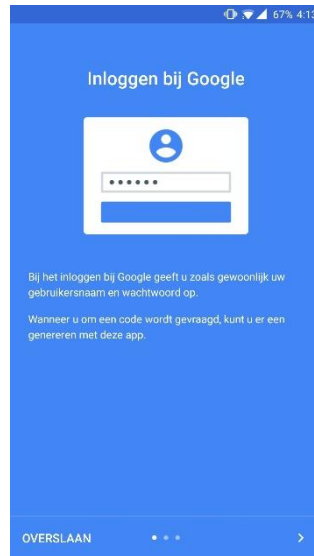 67% 4:13
Inloggen bij Google
Bij het inloggen bij Google geeft u zoals gewoonlijk uw
gebruikersnaam en wachtwoord op.
Wanneer u om een code wordt gevraagd, kunt u er een
genereren met deze app.
OVERSLAAN